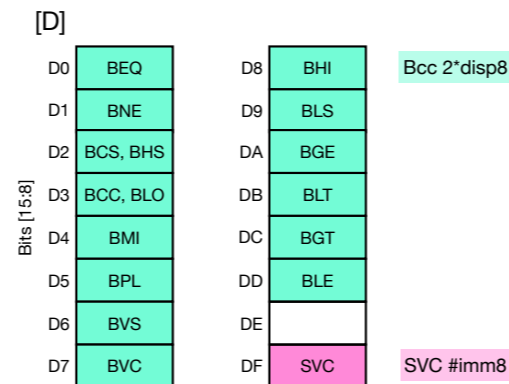 [D]
D0 BEQ D8 BHI Bcc 2*disp8
D1 BNE D9 BLS
D2 BCS, BHS DA BGE
D3 BCC, BLO DB BLT
D4 BMI DC BGT
D5 BPL DD BLE
D6 BVS DE
D7 BVC DF SVC SVC #imm8
Bits [15:8]